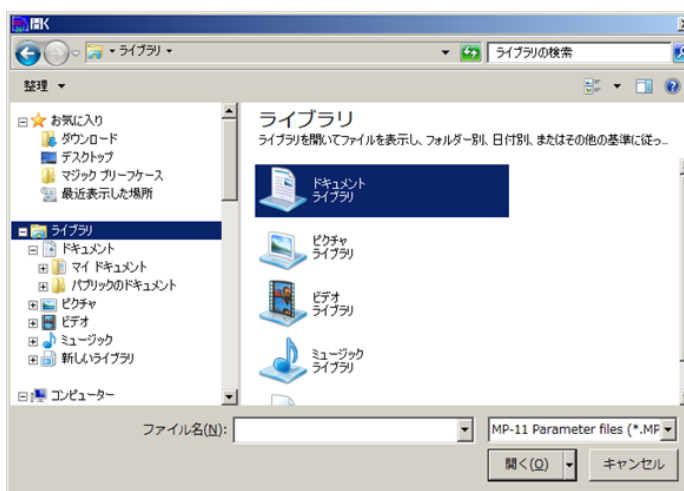 開く
ライブラリ
ライブラリの検索
整理
お気に入り
ダウンロード
デスクトップ
マジック ブリーフケース
最近表示した場所
ライブラリ
ドキュメント
マイ ドキュメント
パブリックのドキュメント
ピクチャ
ビデオ
ミュージック
新しいライブラリ
コンピューター
ライブラリ
ライブラリを開いてファイルを表示し、フォルダー別、日付別、またはその他の基準に従っ...
ドキュメント
ライブラリ
ピクチャ
ライブラリ
ビデオ
ライブラリ
ミュージック
ライブラリ
ファイル名(N):
MP-11 Parameter files (*.MP
開く(O)
キャンセル